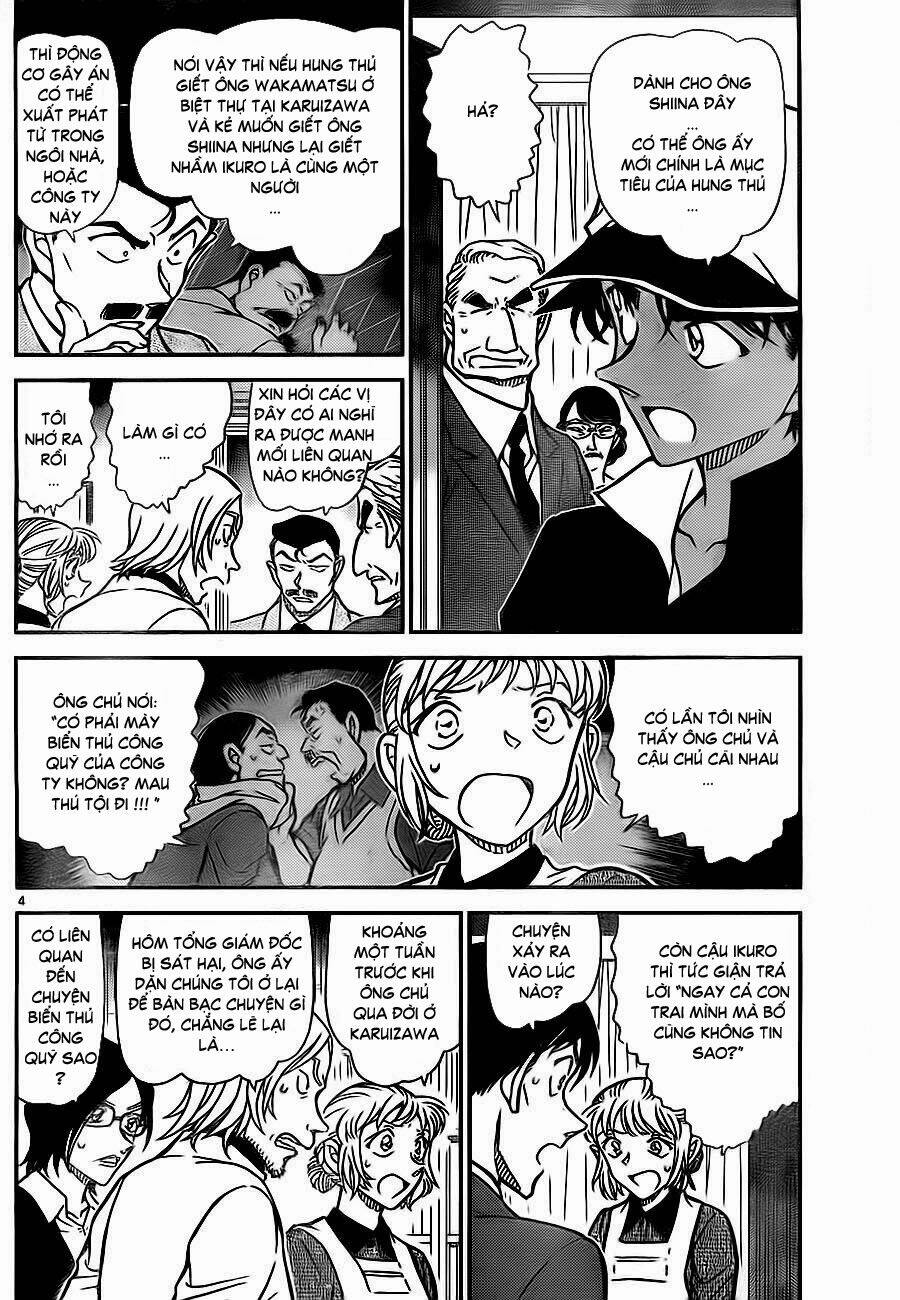 DÀNH CHO ÔNG
SHIINA ĐÂY
...
CÓ THỂ ÔNG ẤY
MỚI CHÍNH LÀ MỤC
TIÊU CỦA HUNG THỦ
HẢ?
NÓI VẬY THÌ NẾU HUNG THỦ
GIẾT ÔNG WAKAMATSU Ở
BIỆT THỰ TẠI KARUIZAWA
VÀ KẺ MUỐN GIẾT ÔNG
SHIINA NHƯNG LẠI GIẾT
NHẦM IKURO LÀ CÙNG MỘT
NGƯỜI
...
THÌ ĐỘNG
CƠ GÂY ÁN
CÓ THỂ
XUẤT PHÁT
TỪ TRONG
NGÔI NHÀ,
HOẶC
CÔNG TY
NÀY
XIN HỎI CÁC VỊ
ĐÂY CÓ AI NGHĨ
RA ĐƯỢC MANH
MỐI LIÊN QUAN
NÀO KHÔNG?
LÀM GÌ CÓ
...
TÔI
NHỚ RA
RỒI
...
CÓ LẦN TÔI NHÌN
THẤY ÔNG CHỦ VÀ
CẬU CHỦ CÃI NHAU
...
ÔNG CHỦ NÓI:
"CÓ PHẢI MÀY
BIỂN THỦ CÔNG
QUỸ CỦA CÔNG
TY KHÔNG? MAU
THÚ TỘI ĐI !!! "
4
CÒN CẬU IKURO
THÌ TỨC GIẬN TRẢ
LỜI "NGAY CẢ CON
TRAI MÌNH MÀ BỐ
CŨNG KHÔNG TIN
SAO?"
CHUYỆN
XẢY RA
VÀO LÚC
NÀO?
KHOẢNG
MỘT TUẦN
TRƯỚC KHI
ÔNG CHỦ
QUA ĐỜI Ở
KARUIZAWA
HÔM TỔNG GIÁM ĐỐC
BỊ SÁT HẠI, ÔNG ẤY
DẶN CHÚNG TÔI Ở LẠI
ĐỂ BÀN BẠC CHUYỆN GÌ
ĐÓ, CHẲNG LẼ LẠI
LÀ...
CÓ LIÊN
QUAN
ĐẾN
CHUYỆN
BIỂN THỦ
CÔNG
QUỸ SAO
?